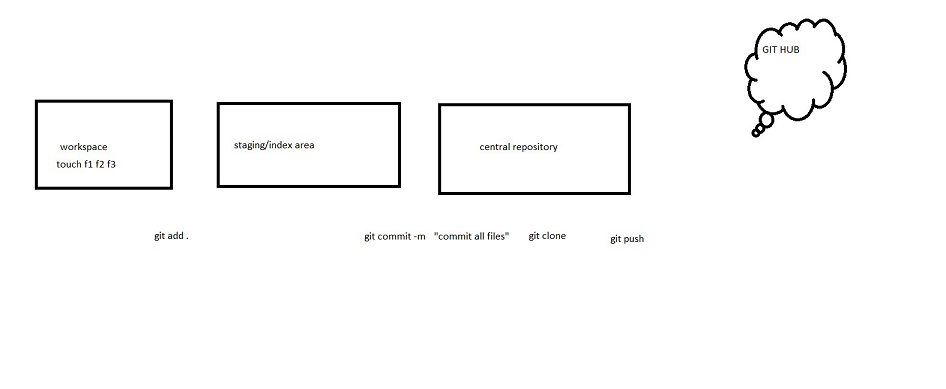 GIT HUB
workspace
touch f1 f2 f3
staging/index area
central repository
git add .
git commit -m "commit all files"
git clone
git push